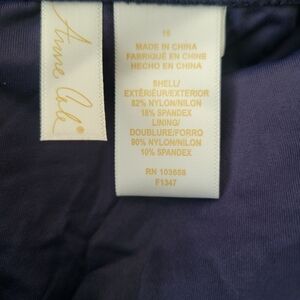 Anne Cole®
16
MADE IN CHINA
FABRIQUÉ EN CHINE
HECHO EN CHINA
SHELL/
EXTÉRIEUR/EXTERIOR
82% NYLON/NILON
18% SPANDEX
LINING/
DOUBLURE/FORRO
90% NYLON/NILON
10% SPANDEX
RN 103658
F1347